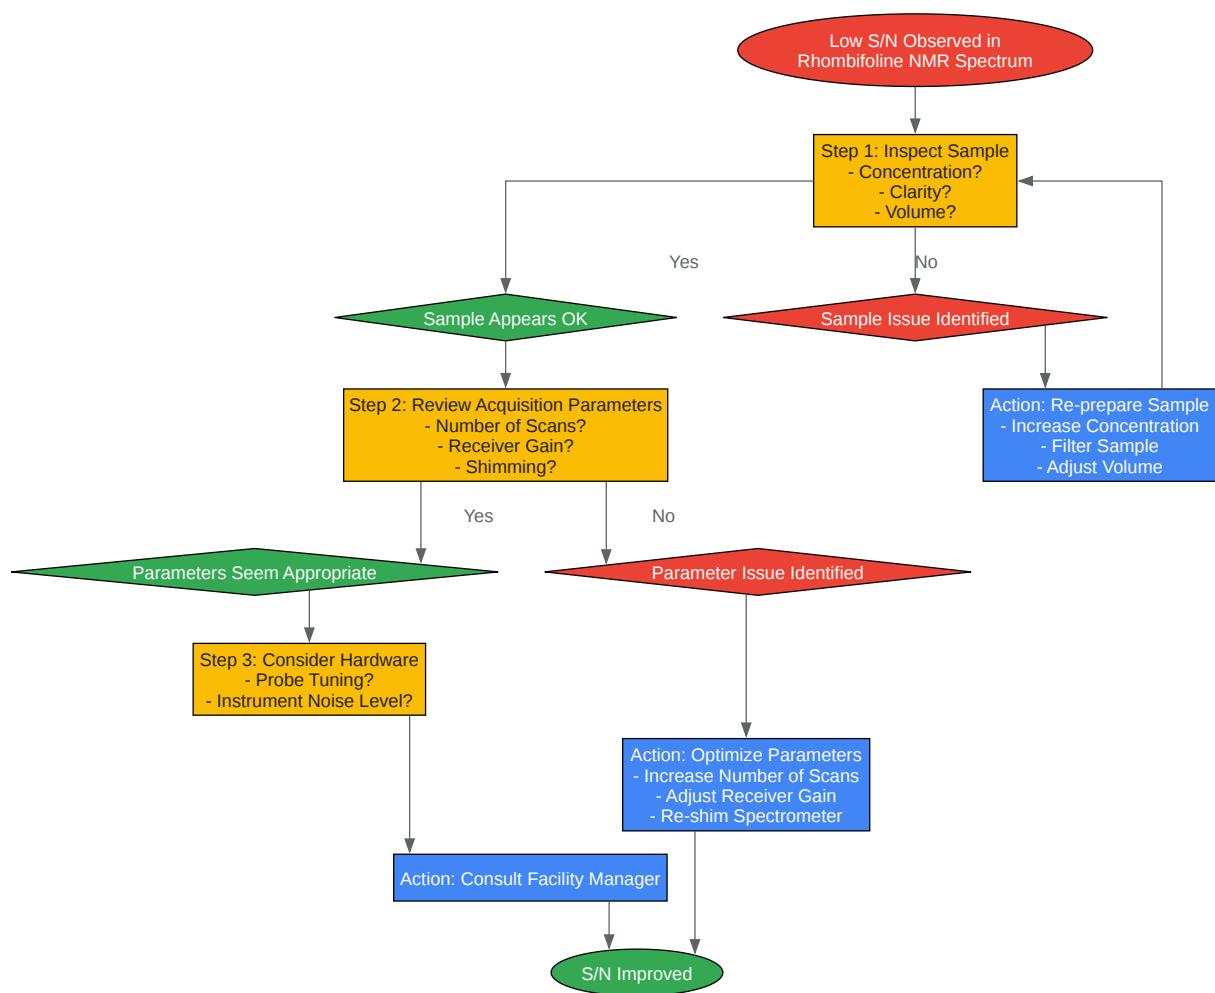 Low S/N Observed in
Rhombifoline NMR Spectrum
Step 1: Inspect Sample
- Concentration?
- Clarity?
- Volume?
Yes
No
Sample Appears OK
Sample Issue Identified
Step 2: Review Acquisition Parameters
- Number of Scans?
- Receiver Gain?
- Shimming?
Action: Re-prepare Sample
- Increase Concentration
- Filter Sample
- Adjust Volume
Yes
No
Parameters Seem Appropriate
Parameter Issue Identified
Step 3: Consider Hardware
- Probe Tuning?
- Instrument Noise Level?
Action: Optimize Parameters
- Increase Number of Scans
- Adjust Receiver Gain
- Re-shim Spectrometer
Action: Consult Facility Manager
S/N Improved